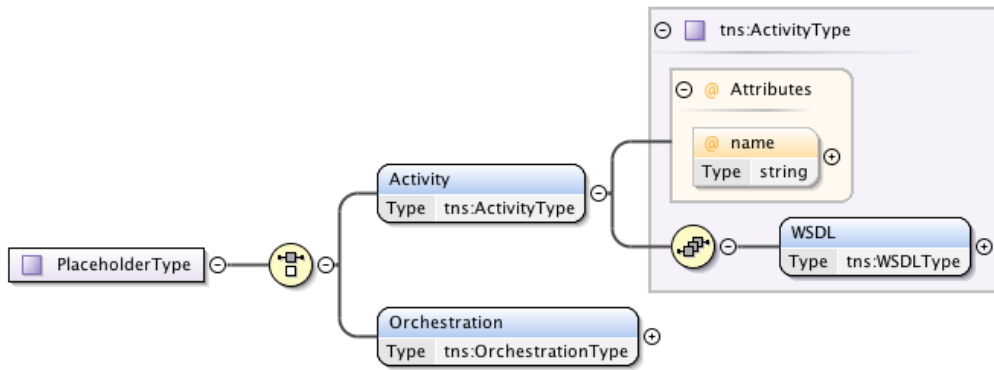 tns:ActivityType
@ Attributes
@ name
Type string
Activity
Type tns:ActivityType
WSDL
Type tns:WSDLType
PlaceholderType
Orchestration
Type tns:OrchestrationType